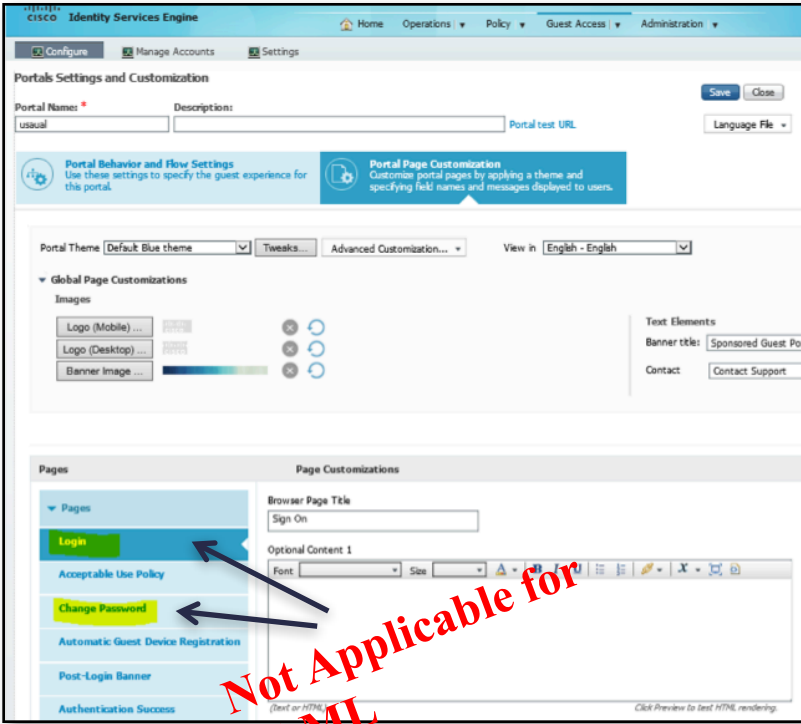 CISCO Identity Services Engine
Home Operations Policy Guest Access Administration
Configure Manage Accounts Settings
Portals Settings and Customization
Save Close
Portal Name: * Description:
usaual Portal test URL Language File
Portal Behavior and Flow Settings
Use these settings to specify the guest experience for
this portal.
Portal Page Customization
Customize portal pages by applying a theme and
specifying field names and messages displayed to users.
Portal Theme Default Blue theme Tweaks... Advanced Customization... View in English - English
Global Page Customizations
Images
Logo (Mobile) ...
Logo (Desktop) ...
Banner Image ...
Text Elements
Banner title: Sponsored Guest Po
Contact Contact Support
Pages Page Customizations
Pages
Login
Acceptable Use Policy
Change Password
Automatic Guest Device Registration
Post-Login Banner
Authentication Success
Browser Page Title
Sign On
Optional Content 1
Font Size A B I U X
Not Applicable for
ML
(text or HTML)
Click Preview to test HTML rendering.